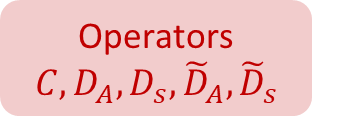 Operators
C, D_A, D_s, D̃_A, D̃_s